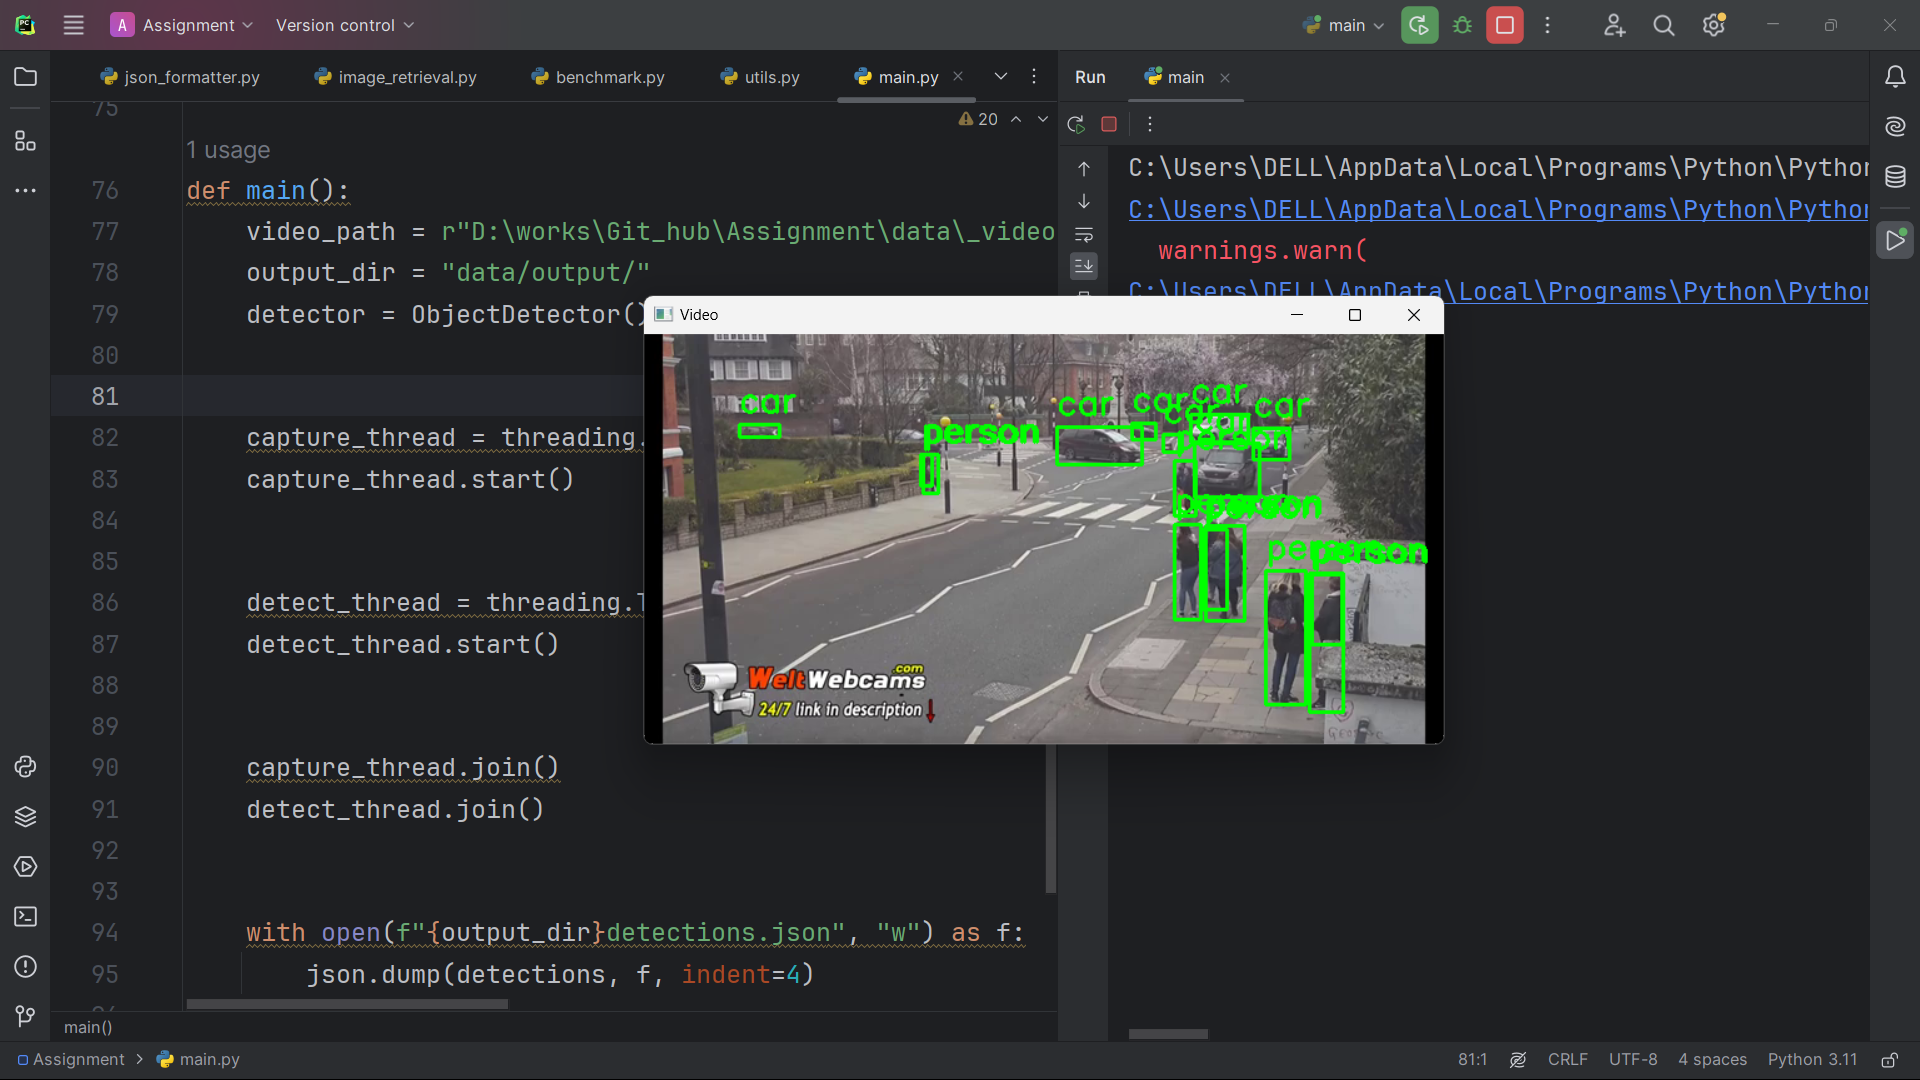 A Assignment Version control main
json_formatter.py image_retrieval.py benchmark.py utils.py main.py
Run main
20
75
1 usage
76 def main():
77 video_path = r"D:\works\Git_hub\Assignment\data\_video
78 output_dir = "data/output/"
79 detector = ObjectDetector()
80
81
82 capture_thread = threading.
83 capture_thread.start()
84
85
86 detect_thread = threading.
87 detect_thread.start()
88
89
90 capture_thread.join()
91 detect_thread.join()
92
93
94 with open(f"{output_dir}detections.json", "w") as f:
95 json.dump(detections, f, indent=4)
main()
C:\Users\DELL\AppData\Local\Programs\Python\Python
C:\Users\DELL\AppData\Local\Programs\Python\Python
warnings.warn(
C:\Users\DELL\AppData\Local\Programs\Python\Python
Video
car
car
car
car
car
car
person
person
person
person
person
person
WeltWebcams.com
24/7 link in description
Assignment > main.py
81:1 CRLF UTF-8 4 spaces Python 3.11